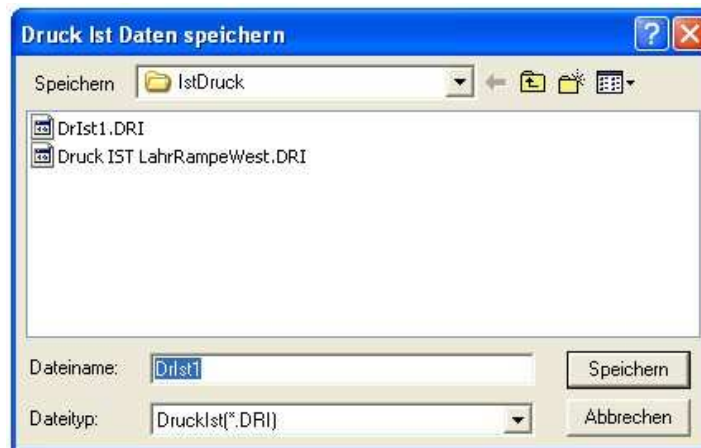 Druck Ist Daten speichern
Speichern IstDruck
DrIst1.DRI
Druck IST LahrRampeWest.DRI
Dateiname: DrIst1 Speichern
Dateityp: DruckIst(*.DRI) Abbrechen